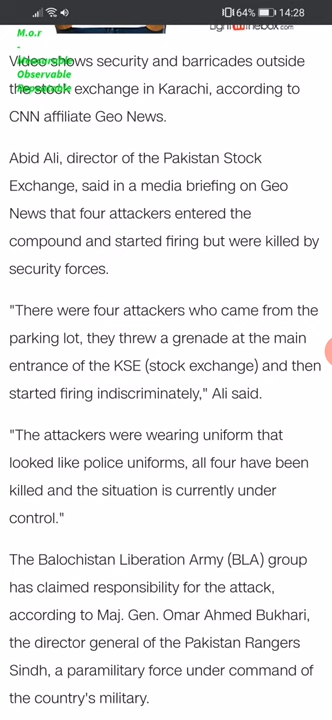 64% 14:28
LightInTheBox.com
M.o.r
-
Observable
Video shows security and barricades outside
the stock exchange in Karachi, according to
CNN affiliate Geo News.
Abid Ali, director of the Pakistan Stock
Exchange, said in a media briefing on Geo
News that four attackers entered the
compound and started firing but were killed by
security forces.
"There were four attackers who came from the
parking lot, they threw a grenade at the main
entrance of the KSE (stock exchange) and then
started firing indiscriminately," Ali said.
"The attackers were wearing uniform that
looked like police uniforms, all four have been
killed and the situation is currently under
control."
The Balochistan Liberation Army (BLA) group
has claimed responsibility for the attack,
according to Maj. Gen. Omar Ahmed Bukhari,
the director general of the Pakistan Rangers
Sindh, a paramilitary force under command of
the country's military.